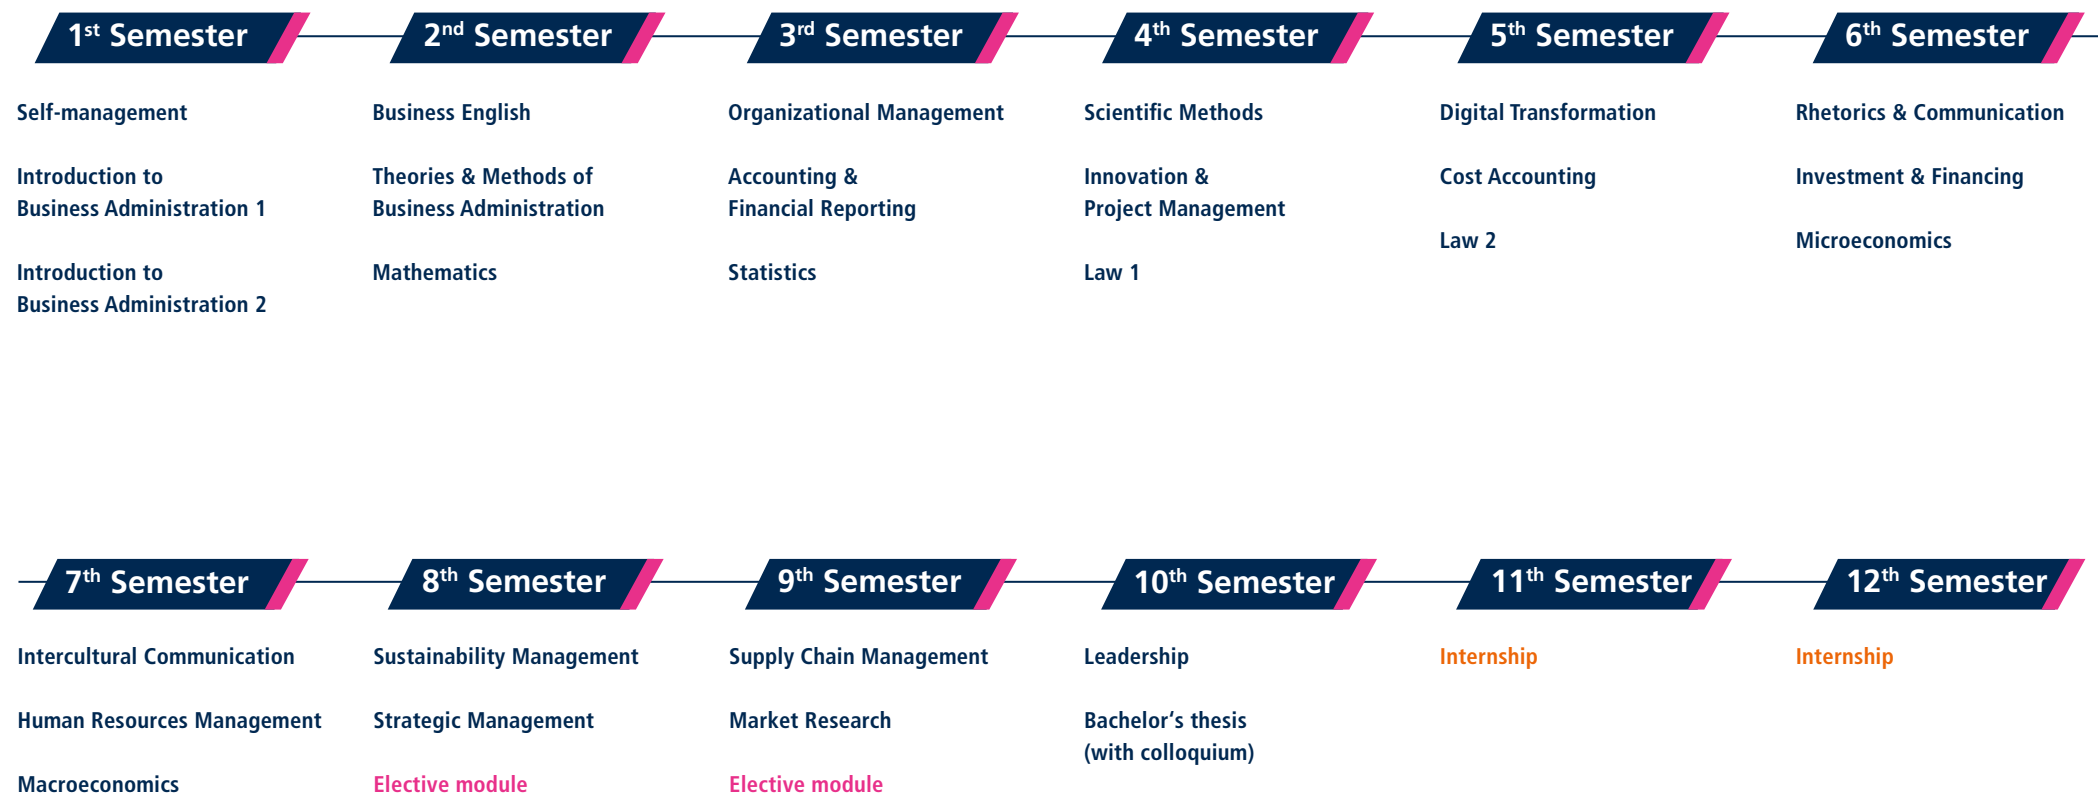 1st Semester
Self-management
Introduction to
Business Administration 1
Introduction to
Business Administration 2
2nd Semester
Business English
Theories & Methods of
Business Administration
Mathematics
3rd Semester
Organizational Management
Accounting &
Financial Reporting
Statistics
4th Semester
Scientific Methods
Innovation &
Project Management
Law 1
5th Semester
Digital Transformation
Cost Accounting
Law 2
6th Semester
Rhetorics & Communication
Investment & Financing
Microeconomics
7th Semester
Intercultural Communication
Human Resources Management
Macroeconomics
8th Semester
Sustainability Management
Strategic Management
Elective module
9th Semester
Supply Chain Management
Market Research
Elective module
10th Semester
Leadership
Bachelor‘s thesis
(with colloquium)
11th Semester
Internship
12th Semester
Internship